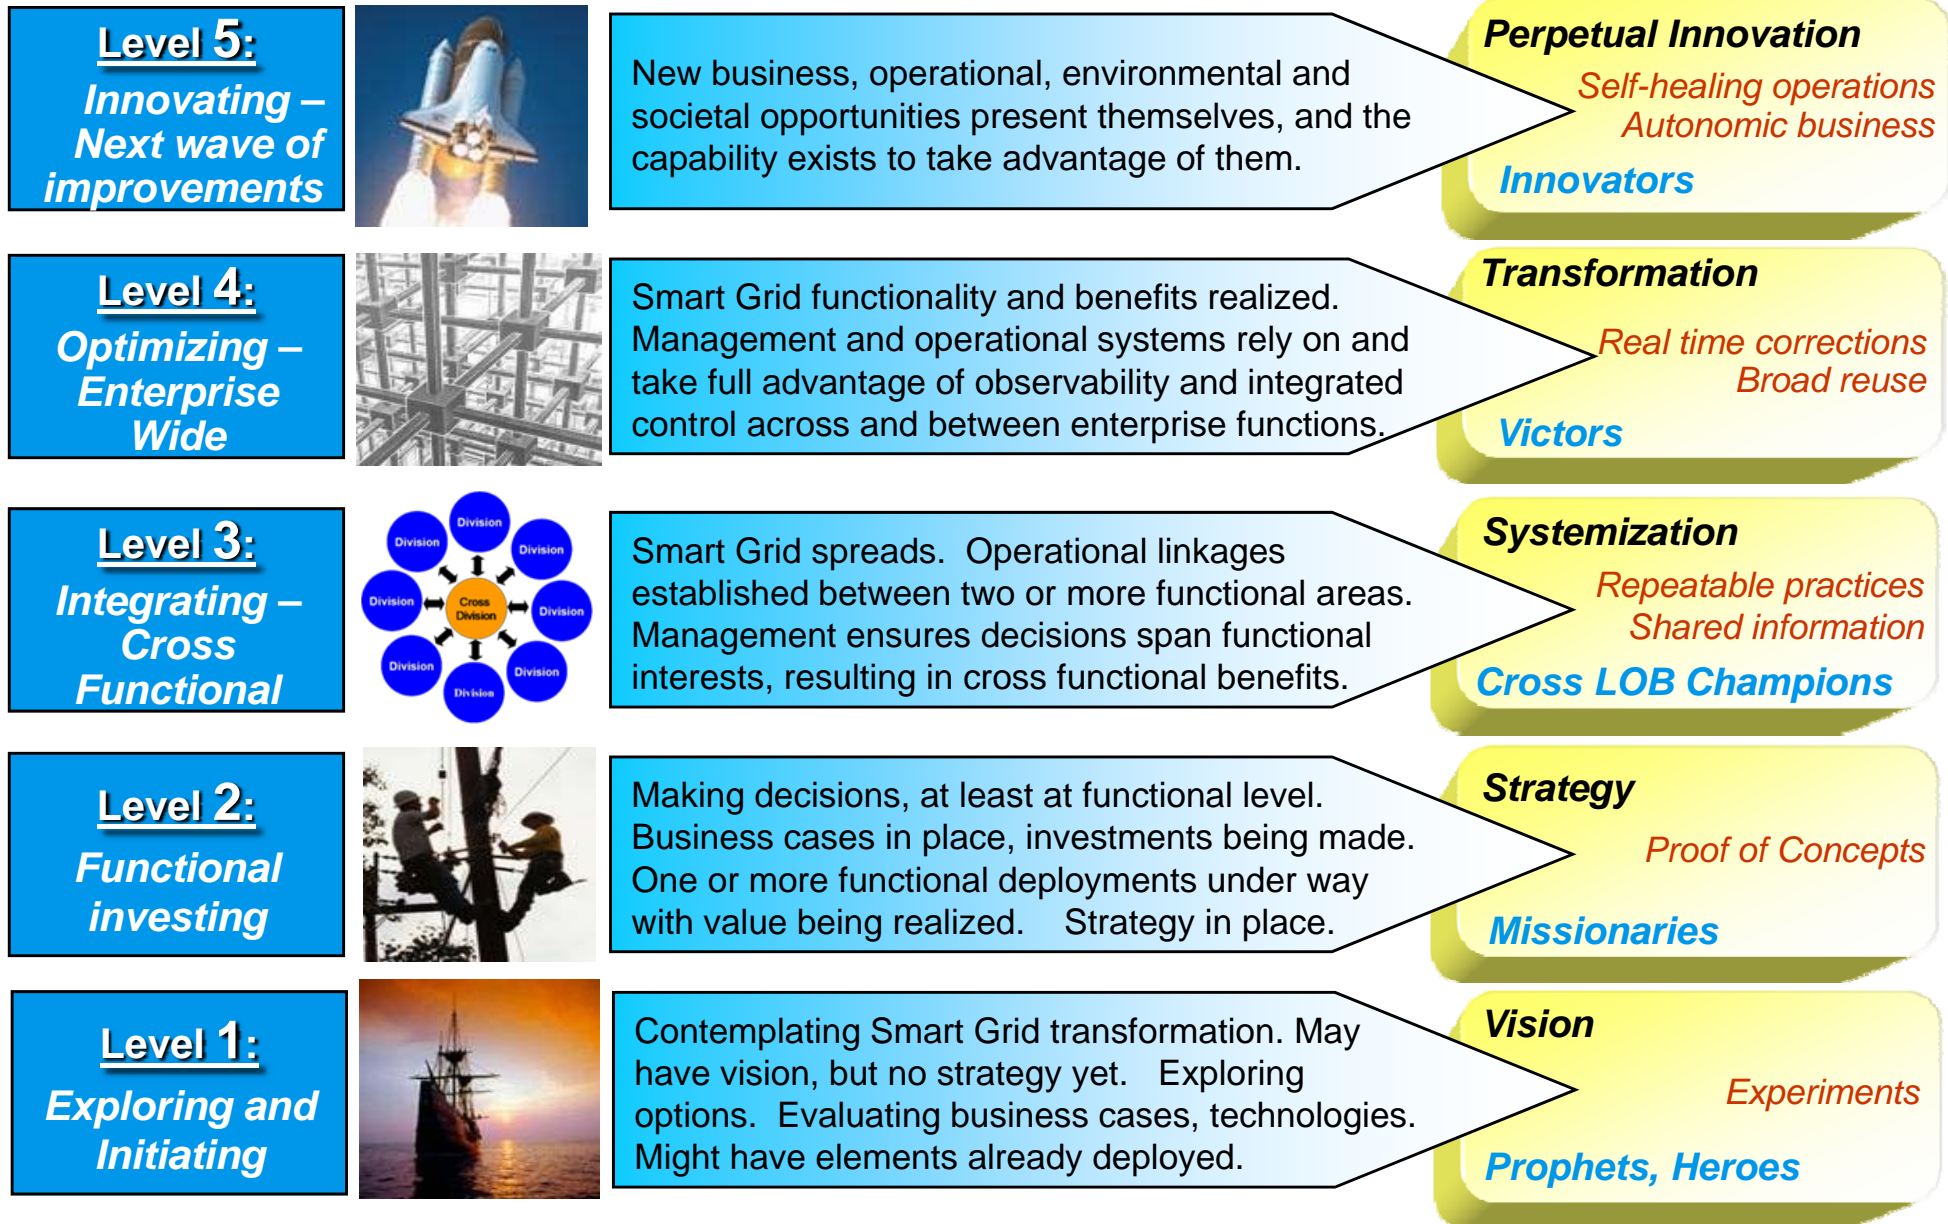 Level 5:
Innovating –
Next wave of
improvements
New business, operational, environmental and
societal opportunities present themselves, and the
capability exists to take advantage of them.
Perpetual Innovation
Self-healing operations
Autonomic business
Innovators
Level 4:
Optimizing –
Enterprise
Wide
Smart Grid functionality and benefits realized.
Management and operational systems rely on and
take full advantage of observability and integrated
control across and between enterprise functions.
Transformation
Real time corrections
Broad reuse
Victors
Level 3:
Integrating –
Cross
Functional
Division
Division
Division
Division
Cross
Division
Division
Division
Division
Division
Smart Grid spreads.  Operational linkages
established between two or more functional areas.
Management ensures decisions span functional
interests, resulting in cross functional benefits.
Systemization
Repeatable practices
Shared information
Cross LOB Champions
Level 2:
Functional
investing
Making decisions, at least at functional level.
Business cases in place, investments being made.
One or more functional deployments under way
with value being realized.    Strategy in place.
Strategy
Proof of Concepts
Missionaries
Level 1:
Exploring and
Initiating
Contemplating Smart Grid transformation. May
have vision, but no strategy yet.   Exploring
options.  Evaluating business cases, technologies.
Might have elements already deployed.
Vision
Experiments
Prophets, Heroes